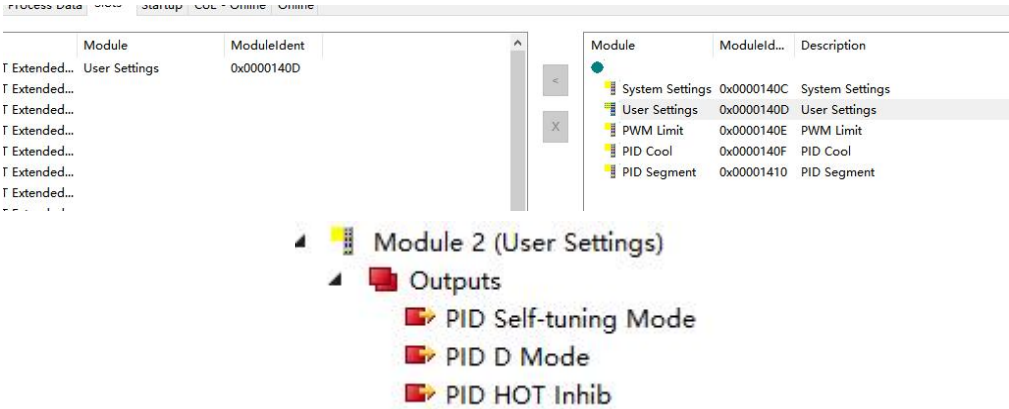 Process Data Slots Startup CoE - Online Online
Module ModuleIdent
T Extended... User Settings 0x0000140D
T Extended...
T Extended...
T Extended...
T Extended...
T Extended...
T Extended...
Module ModuleId... Description
<
System Settings 0x0000140C System Settings
User Settings 0x0000140D User Settings
X
PWM Limit 0x0000140E PWM Limit
PID Cool 0x0000140F PID Cool
PID Segment 0x00001410 PID Segment
Module 2 (User Settings)
Outputs
PID Self-tuning Mode
PID D Mode
PID HOT Inhib